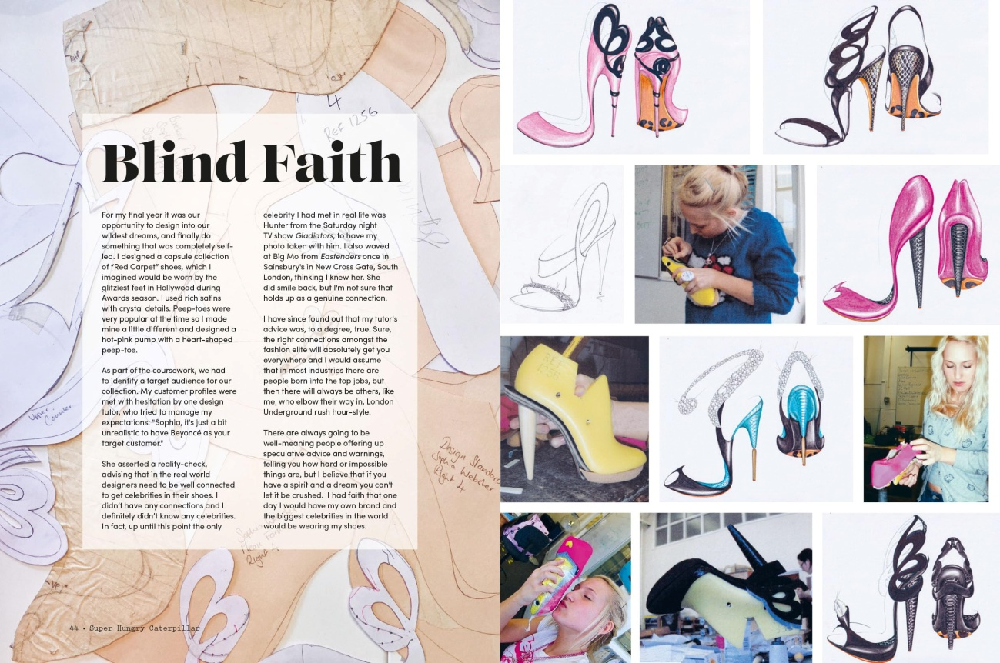 4
REF 1256
Blind Faith
For my final year it was our
opportunity to design into our
wildest dreams, and finally do
something that was completely self-
led. I designed a capsule collection
of “Red Carpet” shoes, which I
imagined would be worn by the
glitziest feet in Hollywood during
Awards season. I used rich satins
with crystal details. Peep-toes were
very popular at the time so I made
mine a little different and designed a
hot-pink pump with a heart-shaped
peep-toe.
As part of the coursework, we had
to identify a target audience for our
collection. My customer profiles were
met with hesitation by one design
tutor, who tried to manage my
expectations: "Sophia, it's just a bit
unrealistic to have Beyoncé as your
target customer."
She asserted a reality-check,
advising that in the real world
designers need to be well connected
to get celebrities in their shoes. I
didn't have any connections and I
definitely didn't know any celebrities.
In fact, up until this point the only
celebrity I had met in real life was
Hunter from the Saturday night
TV show Gladiators, to have my
photo taken with him. I also waved
at Big Mo from Eastenders once in
Sainsbury's in New Cross Gate, South
London, thinking I knew her. She
did smile back, but I'm not sure that
holds up as a genuine connection.
I have since found out that my tutor's
advice was, to a degree, true. Sure,
the right connections amongst the
fashion elite will absolutely get you
everywhere and I would assume
that in most industries there are
people born into the top jobs, but
then there will always be others, like
me, who elbow their way in, London
Underground rush hour-style.
There are always going to be
well-meaning people offering up
speculative advice and warnings,
telling you how hard or impossible
things are, but I believe that if you
have a spirit and a dream you can't
let it be crushed. I had faith that one
day I would have my own brand and
the biggest celebrities in the world
would be wearing my shoes.
Upper
Design Standard
Sophia Webster
Right 4
Right 4
44 • Super Hungry Caterpillar
REF
1256